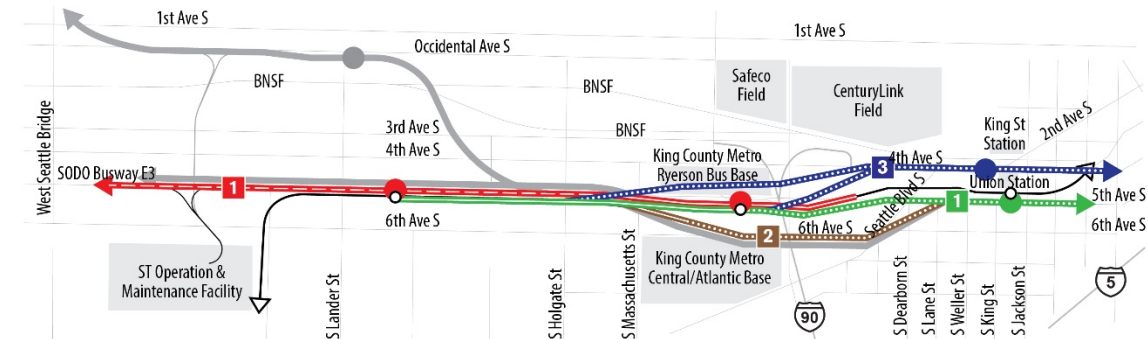 1st Ave S
Occidental Ave S
1st Ave S
BNSF
BNSF
Safeco
Field
CenturyLink
Field
2nd Ave S
King St
Station
3rd Ave S
4th Ave S
BNSF
King County Metro
Ryerson Bus Base
3
4th Ave S
West Seattle Bridge
SODO Busway E3
1
Union Station
1
5th Ave S
6th Ave S
6th Ave S
6th Ave S
Seattle Blvd S
2
ST Operation &
Maintenance Facility
King County Metro
Central/Atlantic Base
S Lander St
S Holgate St
S Massachusetts St
90
S Dearborn St
S Lane St
S Weller St
S King St
S Jackson St
5